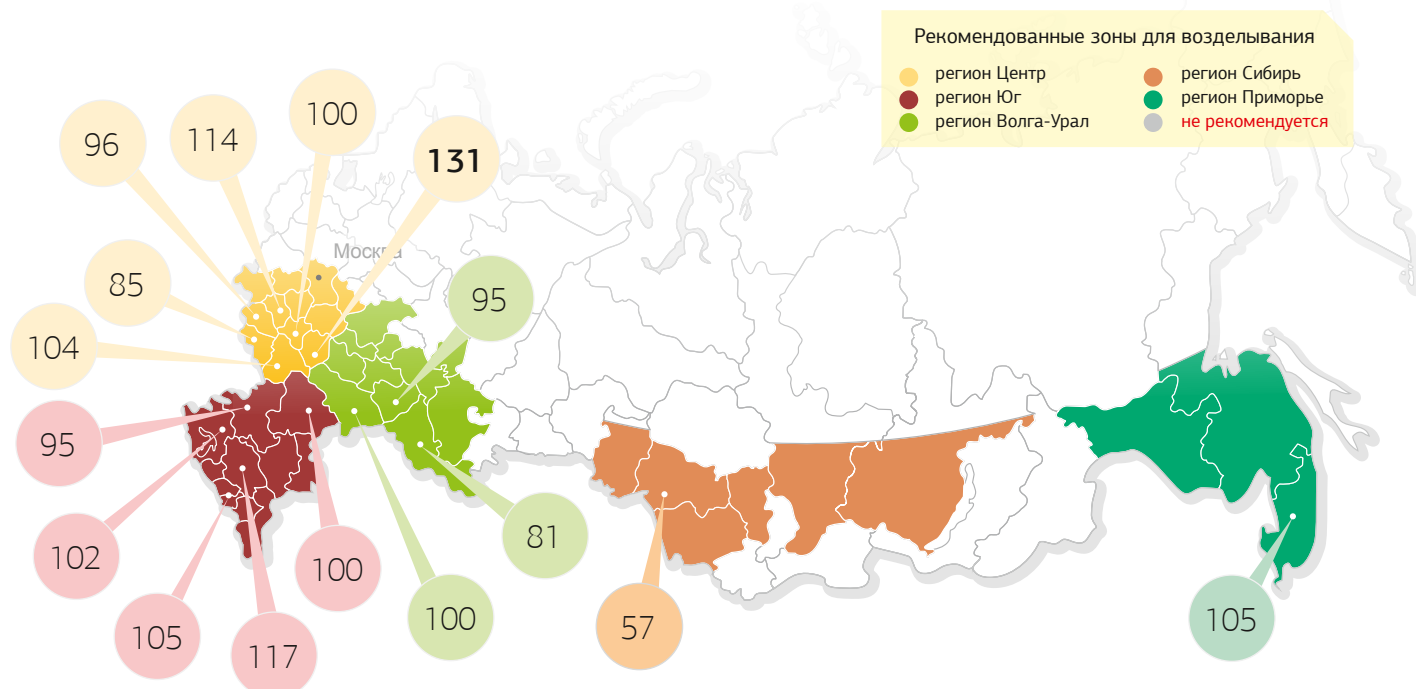 Рекомендованные зоны для возделывания
регион Центр
регион Юг
регион Волга-Урал
регион Сибирь
регион Приморье
не рекомендуется
100
114
96
131
Москва
85
95
104
95
81
102
100
105
117
100
57
105